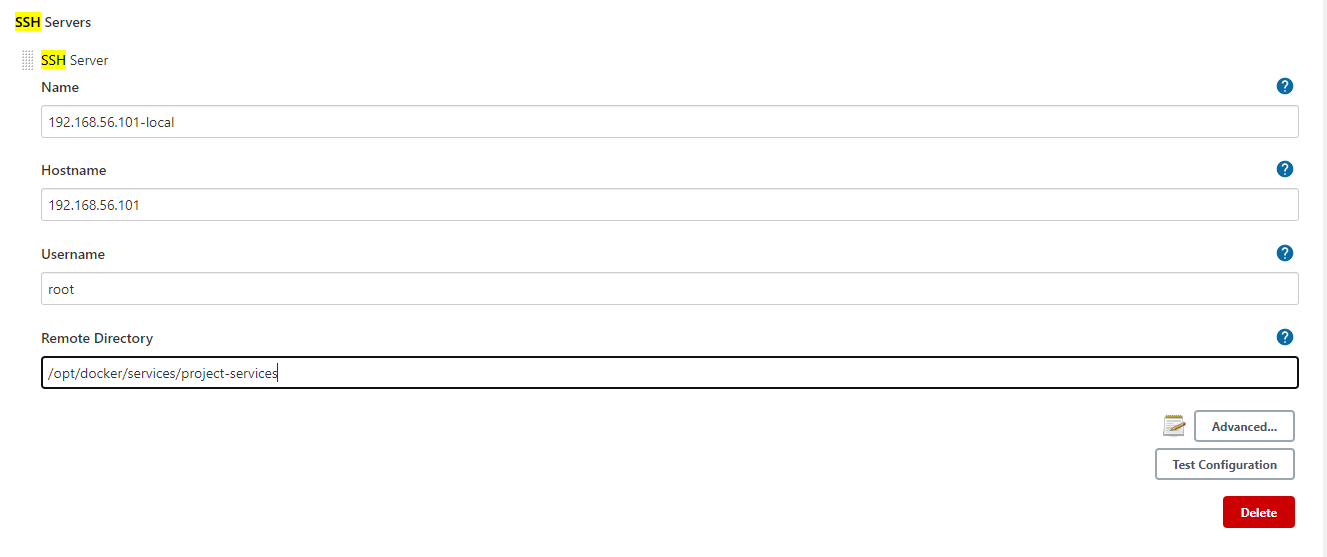 SSH Servers
SSH Server
Name
?
192.168.56.101-local
Hostname
?
192.168.56.101
Username
?
root
Remote Directory
?
/opt/docker/services/project-services
Advanced...
Test Configuration
Delete